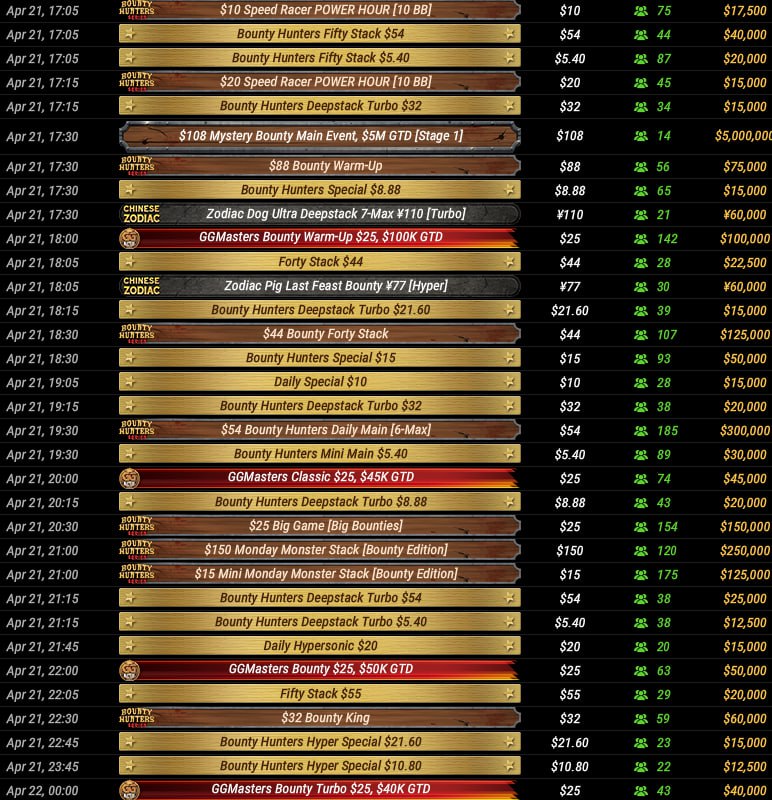 Apr 21, 17:05 BOUNTY HUNTERS SERIES $10 Speed Racer POWER HOUR [10 BB] $10 75 $17,500
Apr 21, 17:05 Bounty Hunters Fifty Stack $54 $54 44 $40,000
Apr 21, 17:05 Bounty Hunters Fifty Stack $5.40 $5.40 87 $20,000
Apr 21, 17:15 BOUNTY HUNTERS SERIES $20 Speed Racer POWER HOUR [10 BB] $20 45 $15,000
Apr 21, 17:15 Bounty Hunters Deepstack Turbo $32 $32 34 $15,000
Apr 21, 17:30 $108 Mystery Bounty Main Event, $5M GTD [Stage 1] $108 14 $5,000,000
Apr 21, 17:30 BOUNTY HUNTERS SERIES $88 Bounty Warm-Up $88 56 $75,000
Apr 21, 17:30 Bounty Hunters Special $8.88 $8.88 65 $15,000
Apr 21, 17:30 CHINESE ZODIAC Zodiac Dog Ultra Deepstack 7-Max ¥110 [Turbo] ¥110 21 ¥60,000
Apr 21, 18:00 GGMasters Bounty Warm-Up $25, $100K GTD $25 142 $100,000
Apr 21, 18:05 Forty Stack $44 $44 28 $22,500
Apr 21, 18:05 CHINESE ZODIAC Zodiac Pig Last Feast Bounty ¥77 [Hyper] ¥77 30 ¥60,000
Apr 21, 18:15 Bounty Hunters Deepstack Turbo $21.60 $21.60 39 $15,000
Apr 21, 18:30 BOUNTY HUNTERS SERIES $44 Bounty Forty Stack $44 107 $125,000
Apr 21, 18:30 Bounty Hunters Special $15 $15 93 $50,000
Apr 21, 19:05 Daily Special $10 $10 28 $15,000
Apr 21, 19:15 Bounty Hunters Deepstack Turbo $32 $32 38 $20,000
Apr 21, 19:30 BOUNTY HUNTERS SERIES $54 Bounty Hunters Daily Main [6-Max] $54 185 $300,000
Apr 21, 19:30 Bounty Hunters Mini Main $5.40 $5.40 89 $30,000
Apr 21, 20:00 GGMasters Classic $25, $45K GTD $25 74 $45,000
Apr 21, 20:15 Bounty Hunters Deepstack Turbo $8.88 $8.88 43 $20,000
Apr 21, 20:30 BOUNTY HUNTERS SERIES $25 Big Game [Big Bounties] $25 154 $150,000
Apr 21, 21:00 BOUNTY HUNTERS SERIES $150 Monday Monster Stack [Bounty Edition] $150 120 $250,000
Apr 21, 21:00 BOUNTY HUNTERS SERIES $15 Mini Monday Monster Stack [Bounty Edition] $15 175 $125,000
Apr 21, 21:15 Bounty Hunters Deepstack Turbo $54 $54 38 $25,000
Apr 21, 21:15 Bounty Hunters Deepstack Turbo $5.40 $5.40 38 $12,500
Apr 21, 21:45 Daily Hypersonic $20 $20 20 $15,000
Apr 21, 22:00 GGMasters Bounty $25, $50K GTD $25 63 $50,000
Apr 21, 22:05 Fifty Stack $55 $55 29 $20,000
Apr 21, 22:30 BOUNTY HUNTERS SERIES $32 Bounty King $32 59 $60,000
Apr 21, 22:45 Bounty Hunters Hyper Special $21.60 $21.60 23 $15,000
Apr 21, 23:45 Bounty Hunters Hyper Special $10.80 $10.80 22 $12,500
Apr 22, 00:00 GGMasters Bounty Turbo $25, $40K GTD $25 43 $40,000